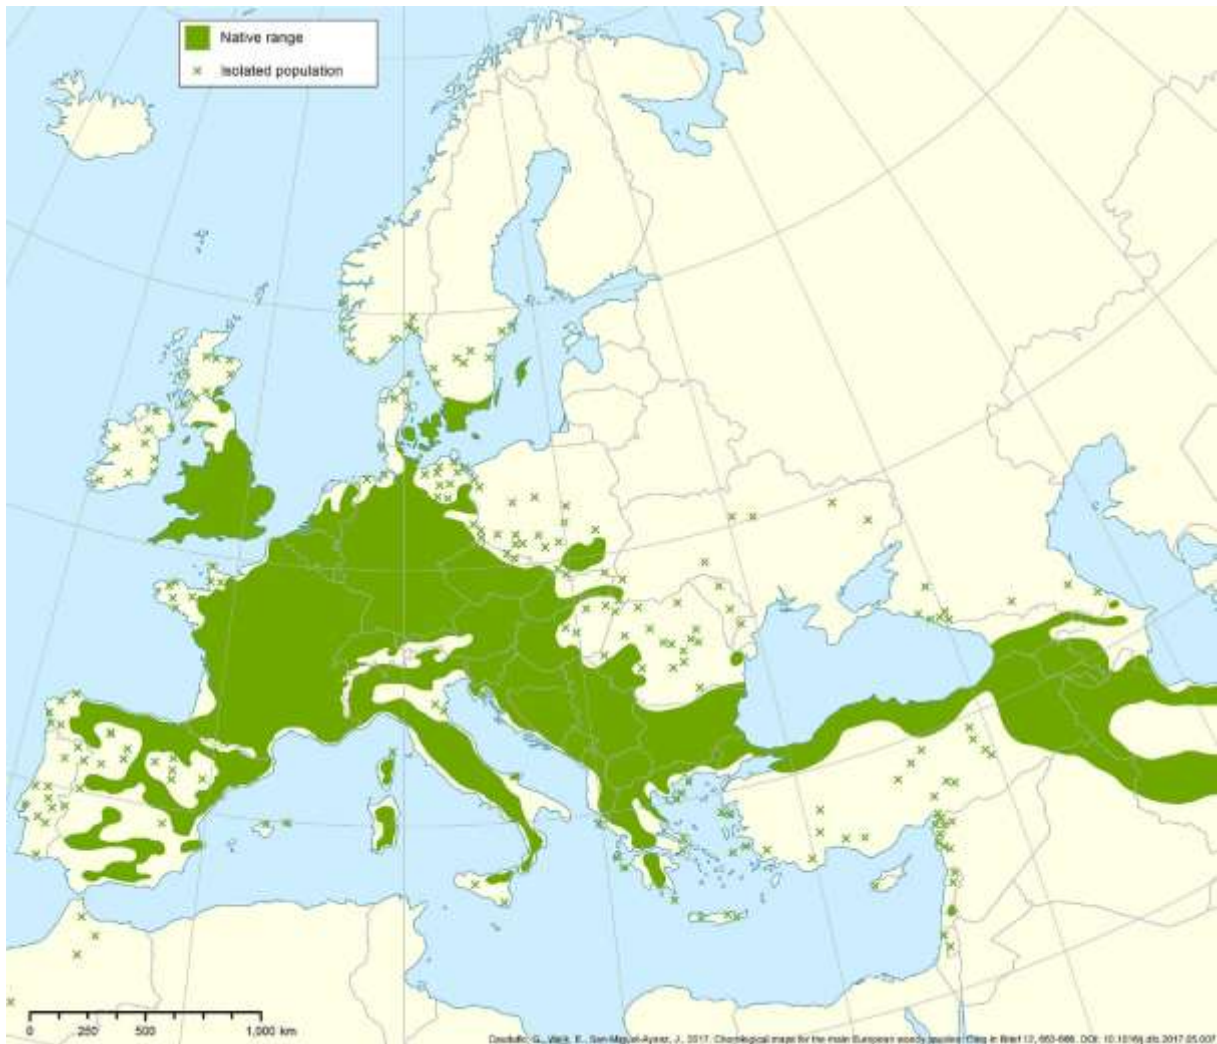 Native range
Isolated population
0 250 500 1,000 km
Caudullo, G., Welk, E., San-Miguel-Ayanz, J., 2017. Chorological maps for the main European woody species. Data in Brief 12, 662-666. DOI: 10.1016/j.dib.2017.05.007